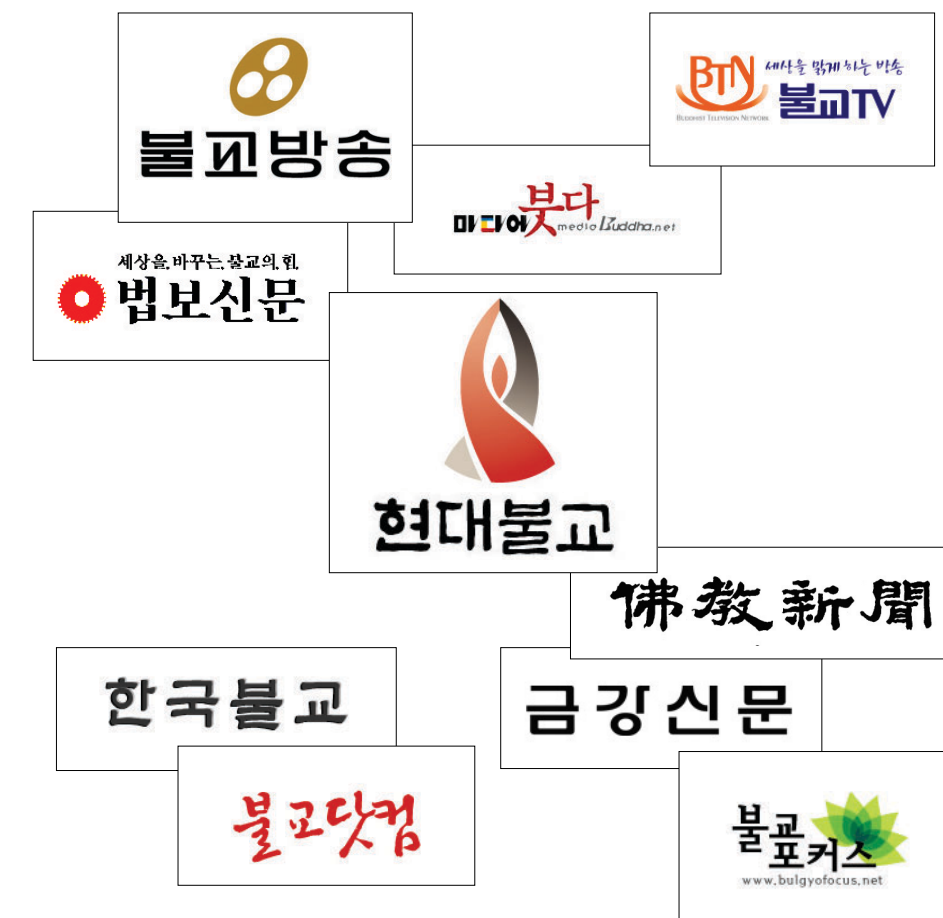 불교방송
BTN
BUDDHIST TELEVISION NETWORK
세상을 맑게 하는 방송
불교TV
미디어붓다
media Buddha.net
세상을 바꾸는 불교의 힘
법보신문
현대불교
佛教新聞
한국불교
금강신문
불교닷컴
불교
포커스
www.bulgyofocus.net